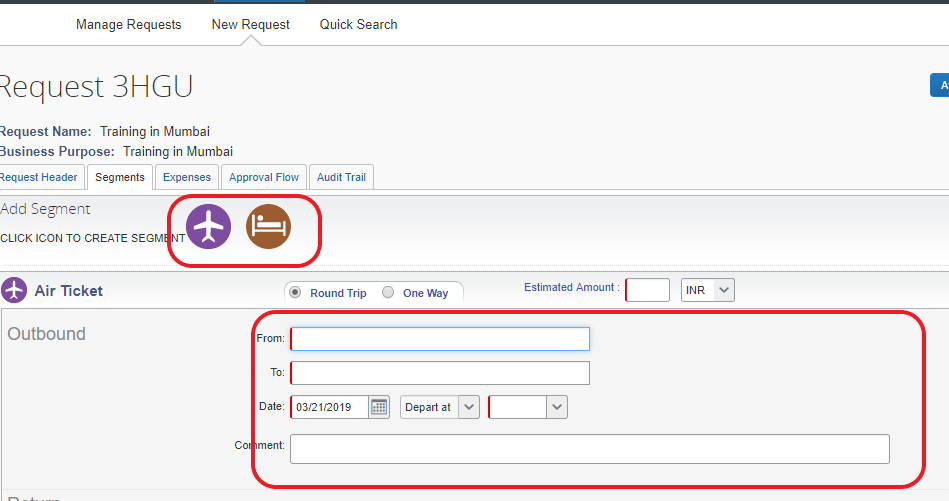 Manage Requests New Request Quick Search
Request 3HGU
Request Name: Training in Mumbai
Business Purpose: Training in Mumbai
Request Header Segments Expenses Approval Flow Audit Trail
Add Segment
CLICK ICON TO CREATE SEGMENT
Air Ticket Round Trip One Way Estimated Amount : INR
Outbound
From:
To:
Date: 03/21/2019 Depart at
Comment: